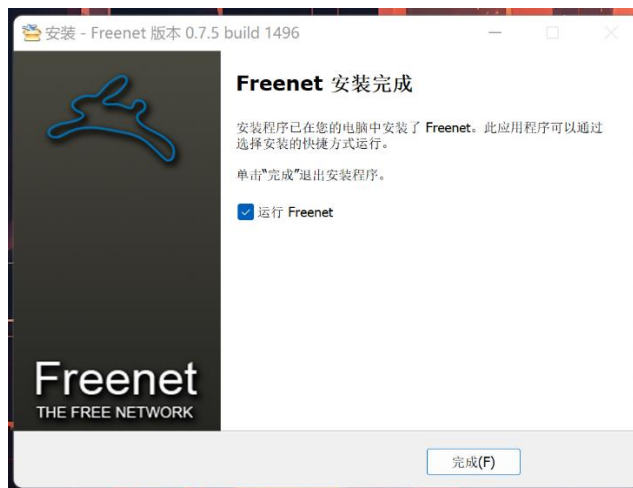 安装 - Freenet 版本 0.7.5 build 1496
Freenet 安装完成
安装程序已在您的电脑中安装了 Freenet。此应用程序可以通过
选择安装的快捷方式运行。
单击"完成"退出安装程序。
运行 Freenet
Freenet
THE FREE NETWORK
完成(F)